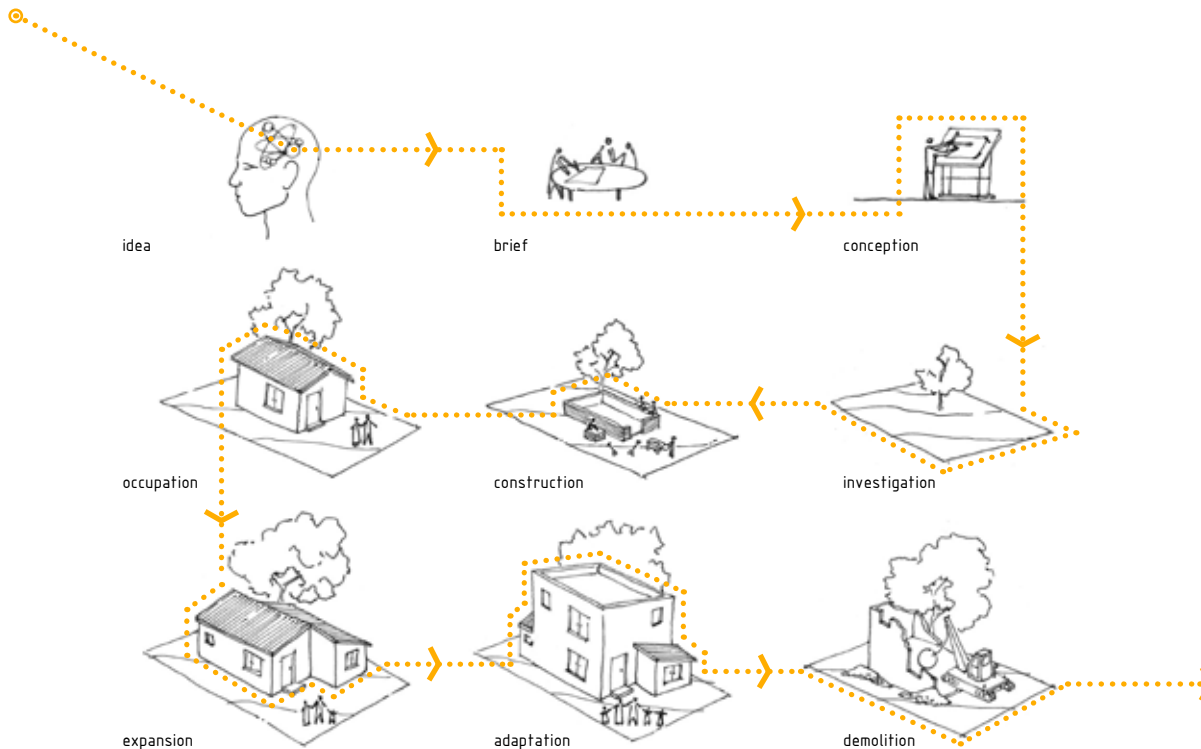 idea
brief
conception
occupation
construction
investigation
expansion
adaptation
demolition